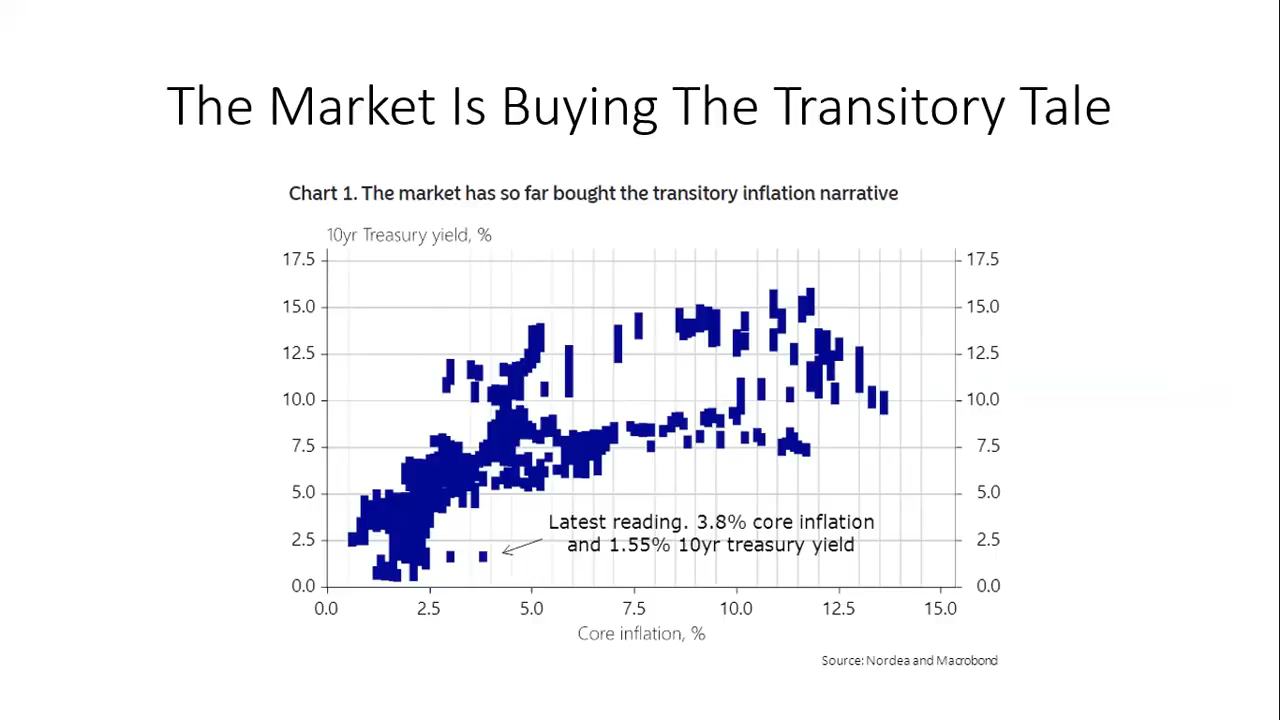 The Market Is Buying The Transitory Tale
Chart 1. The market has so far bought the transitory inflation narrative
10yr Treasury yield, %
17.5 17.5
15.0 15.0
12.5 12.5
10.0 10.0
7.5 7.5
5.0 5.0
Latest reading. 3.8% core inflation
2.5 and 1.55% 10yr treasury yield 2.5
0.0 0.0
0.0 2.5 5.0 7.5 10.0 12.5 15.0
Core inflation, %
Source: Nordea and Macrobond